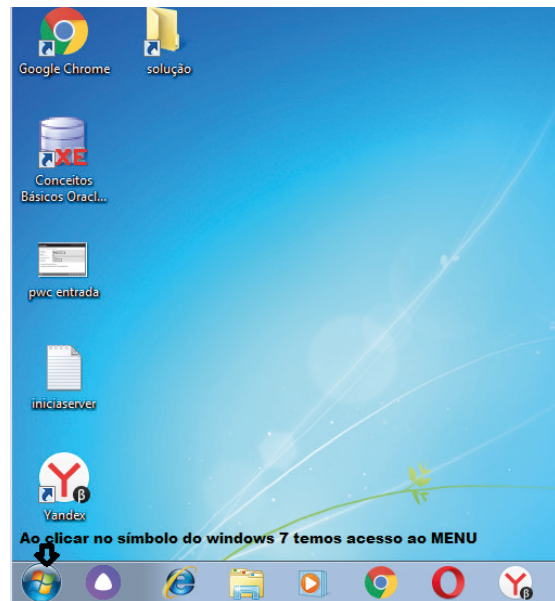 Google Chrome
solução
XE
Conceitos
Básicos Oracl...
pwc entrada
iniciaserver
β
Yandex
Ao clicar no símbolo do windows 7 temos acesso ao MENU
β